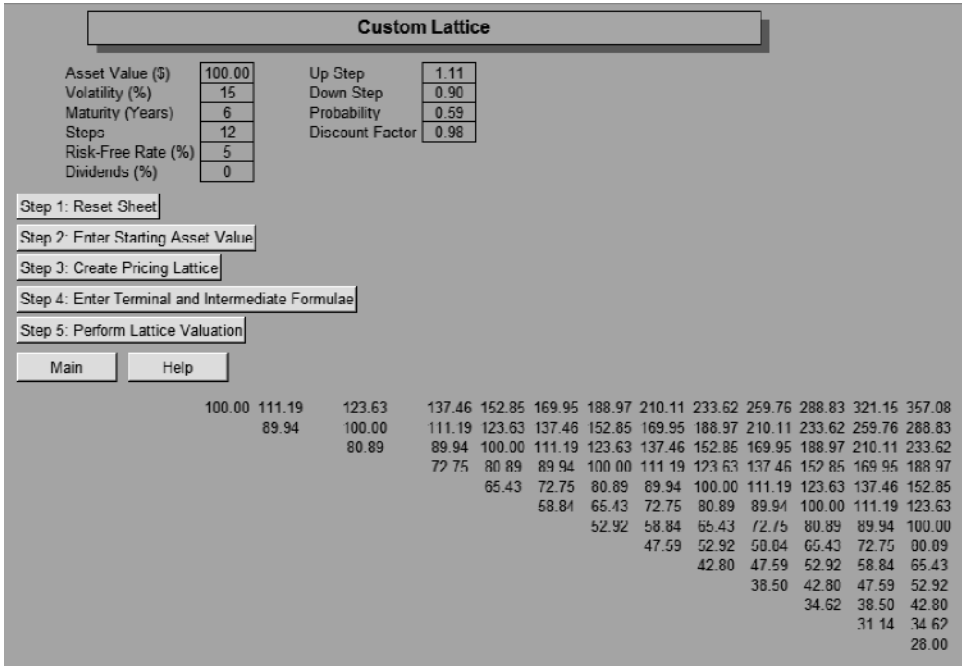 Custom Lattice
Asset Value ($) 100.00 Up Step 1.11
Volatility (%) 15 Down Step 0.90
Maturity (Years) 6 Probability 0.59
Steps 12 Discount Factor 0.98
Risk-Free Rate (%) 5
Dividends (%) 0
Step 1: Reset Sheet
Step 2: Enter Starting Asset Value
Step 3: Create Pricing Lattice
Step 4: Enter Terminal and Intermediate Formulae
Step 5: Perform Lattice Valuation
Main Help
100.00 111.19 123.63 137.46 152.85 169.95 188.97 210.11 233.62 259.76 288.83 321.15 357.08
89.94 100.00 111.19 123.63 137.46 152.85 169.95 188.97 210.11 233.62 259.76 288.83
80.89 89.94 100.00 111.19 123.63 137.46 152.85 169.95 188.97 210.11 233.62
72.75 80.89 89.94 100.00 111.19 123.63 137.46 152.85 169.95 188.97
65.43 72.75 80.89 89.94 100.00 111.19 123.63 137.46 152.85
58.84 65.43 72.75 80.89 89.94 100.00 111.19 123.63
52.92 58.84 65.43 72.75 80.89 89.94 100.00
47.59 52.92 58.84 65.43 72.75 80.89
42.80 47.59 52.92 58.84 65.43
38.50 42.80 47.59 52.92
34.62 38.50 42.80
31.14 34.62
28.00